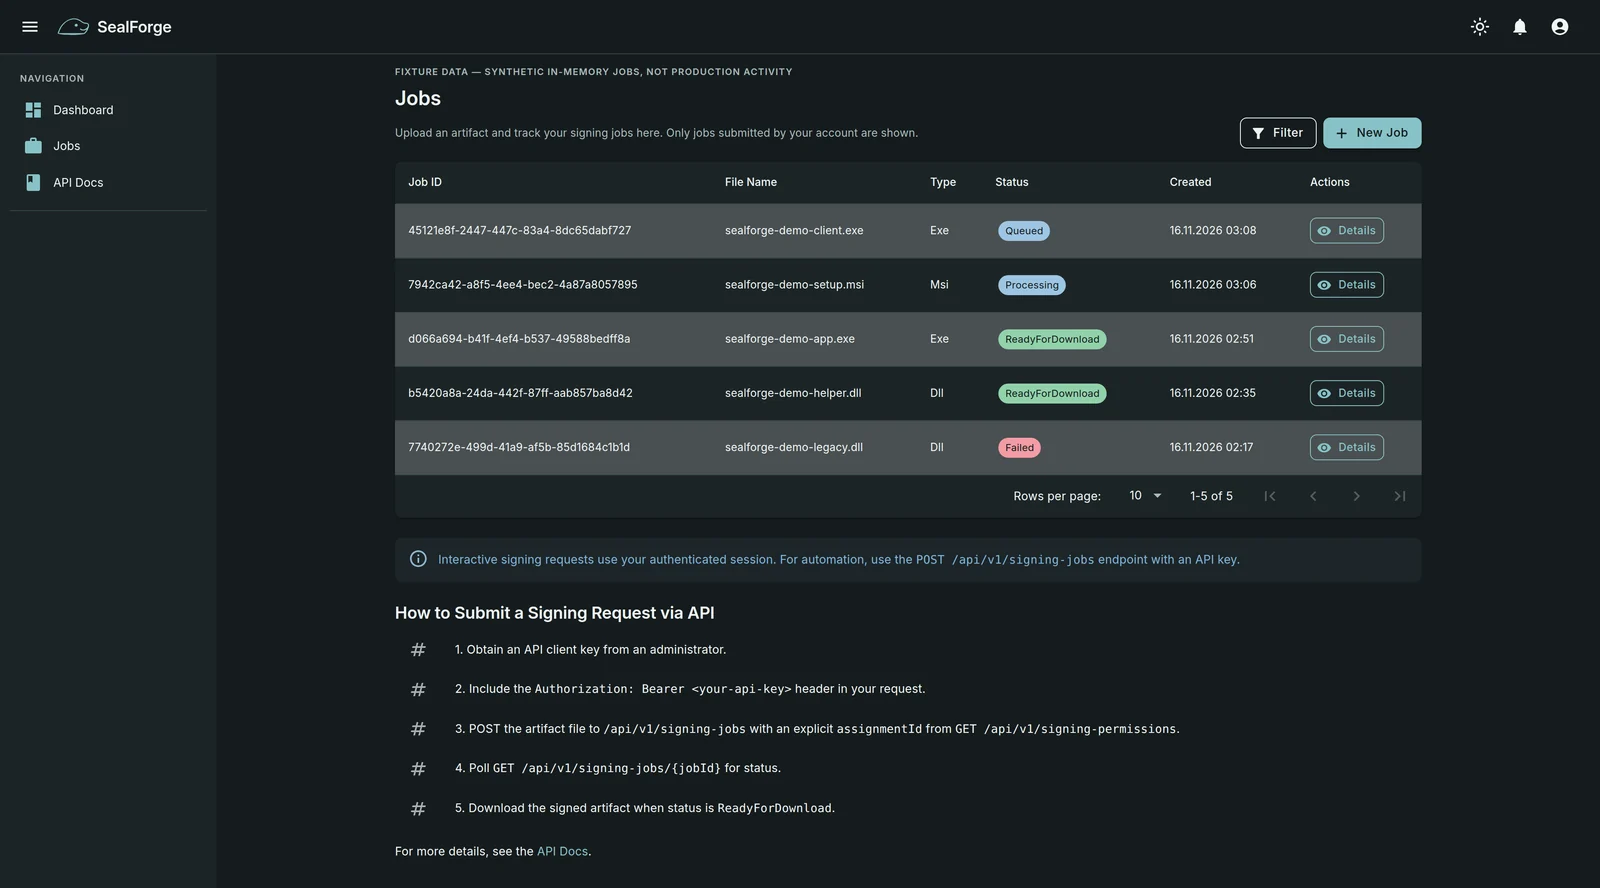 SealForge
NAVIGATION
Dashboard
Jobs
API Docs
FIXTURE DATA — SYNTHETIC IN-MEMORY JOBS, NOT PRODUCTION ACTIVITY
Jobs
Upload an artifact and track your signing jobs here. Only jobs submitted by your account are shown.
Filter
New Job
Job ID File Name Type Status Created Actions
45121e8f-2447-447c-83a4-8dc65dabf727 sealforge-demo-client.exe Exe Queued 16.11.2026 03:08 Details
7942ca42-a8f5-4ee4-bec2-4a87a8057895 sealforge-demo-setup.msi Msi Processing 16.11.2026 03:06 Details
d066a694-b41f-4ef4-b537-49588bedff8a sealforge-demo-app.exe Exe ReadyForDownload 16.11.2026 02:51 Details
b5420a8a-24da-442f-87ff-aab857ba8d42 sealforge-demo-helper.dll Dll ReadyForDownload 16.11.2026 02:35 Details
7740272e-499d-41a9-af5b-85d1684c1b1d sealforge-demo-legacy.dll Dll Failed 16.11.2026 02:17 Details
Rows per page: 10 1-5 of 5
Interactive signing requests use your authenticated session. For automation, use the POST /api/v1/signing-jobs endpoint with an API key.
How to Submit a Signing Request via API
# 1. Obtain an API client key from an administrator.
# 2. Include the Authorization: Bearer <your-api-key> header in your request.
# 3. POST the artifact file to /api/v1/signing-jobs with an explicit assignmentId from GET /api/v1/signing-permissions.
# 4. Poll GET /api/v1/signing-jobs/{jobId} for status.
# 5. Download the signed artifact when status is ReadyForDownload.
For more details, see the API Docs.